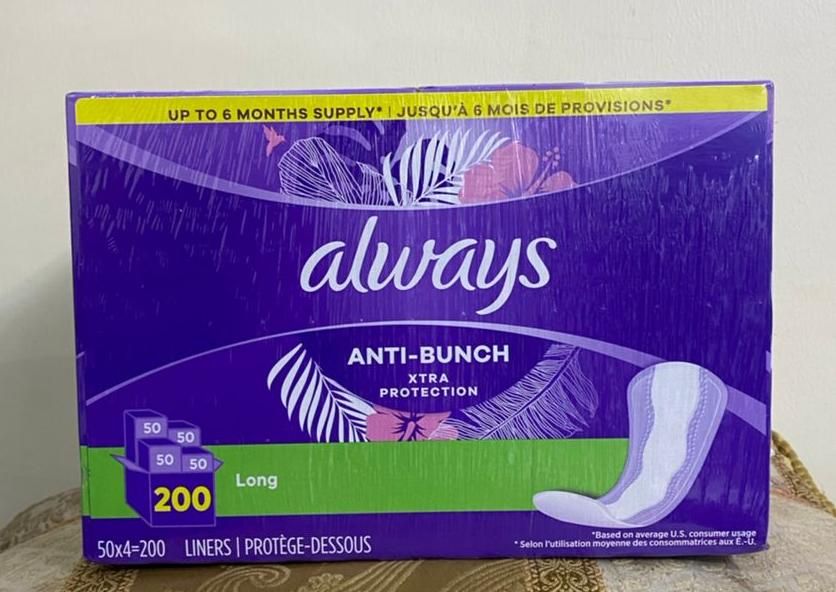 UP TO 6 MONTHS SUPPLY* | JUSQU'À 6 MOIS DE PROVISIONS*
always
ANTI-BUNCH
XTRA
PROTECTION
50
50
50
50
200
Long
50x4=200 LINERS | PROTÈGE-DESSOUS
*Based on average U.S. consumer usage
* Selon l'utilisation moyenne des consommatrices aux É.-U.